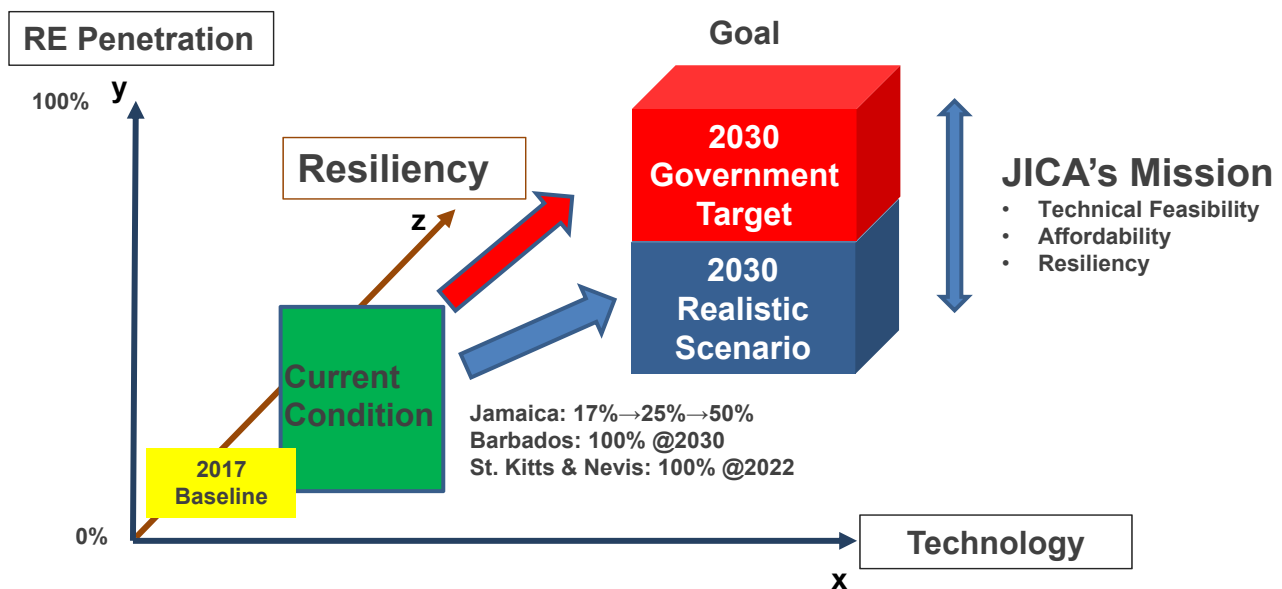 RE Penetration
Goal
y
100%
2030
Government
Target
Resiliency
z
JICA's Mission
• Technical Feasibility
• Affordability
• Resiliency
2030
Realistic
Scenario
Current
Condition
Jamaica: 17%→25%→50%
Barbados: 100% @2030
St. Kitts & Nevis: 100% @2022
2017
Baseline
0%
Technology
x